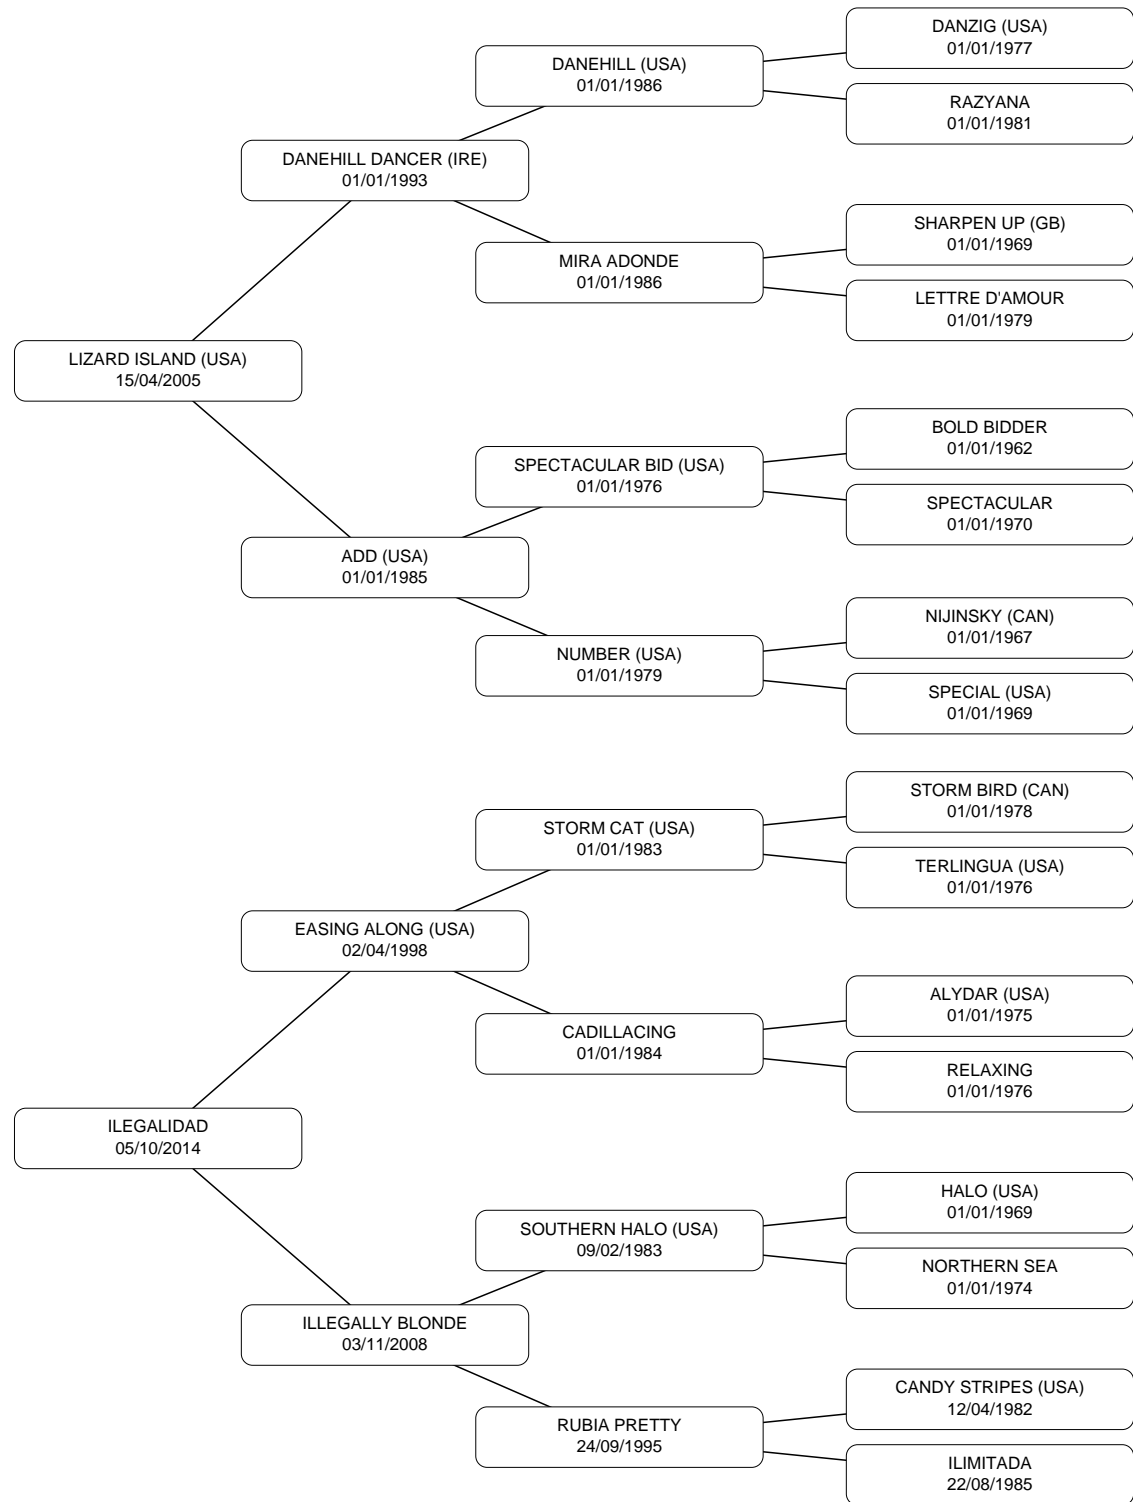 DANZIG (USA)
01/01/1977
DANEHILL (USA)
01/01/1986
RAZYANA
01/01/1981
DANEHILL DANCER (IRE)
01/01/1993
SHARPEN UP (GB)
01/01/1969
MIRA ADONDE
01/01/1986
LETTRE D'AMOUR
01/01/1979
LIZARD ISLAND (USA)
15/04/2005
BOLD BIDDER
01/01/1962
SPECTACULAR BID (USA)
01/01/1976
SPECTACULAR
01/01/1970
ADD (USA)
01/01/1985
NIJINSKY (CAN)
01/01/1967
NUMBER (USA)
01/01/1979
SPECIAL (USA)
01/01/1969
STORM BIRD (CAN)
01/01/1978
STORM CAT (USA)
01/01/1983
TERLINGUA (USA)
01/01/1976
EASING ALONG (USA)
02/04/1998
ALYDAR (USA)
01/01/1975
CADILLACING
01/01/1984
RELAXING
01/01/1976
ILEGALIDAD
05/10/2014
HALO (USA)
01/01/1969
SOUTHERN HALO (USA)
09/02/1983
NORTHERN SEA
01/01/1974
ILLEGALLY BLONDE
03/11/2008
CANDY STRIPES (USA)
12/04/1982
RUBIA PRETTY
24/09/1995
ILIMITADA
22/08/1985